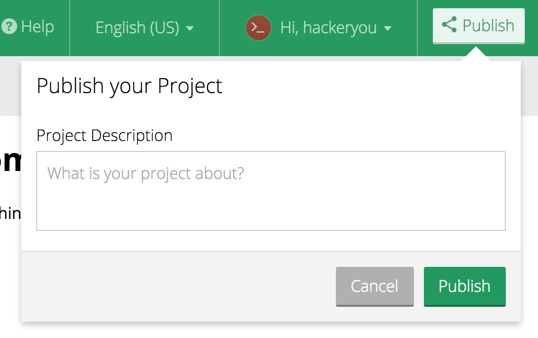 Help English (US) >_ Hi, hackeryou Publish
Publish your Project
Project Description
What is your project about?
Cancel Publish